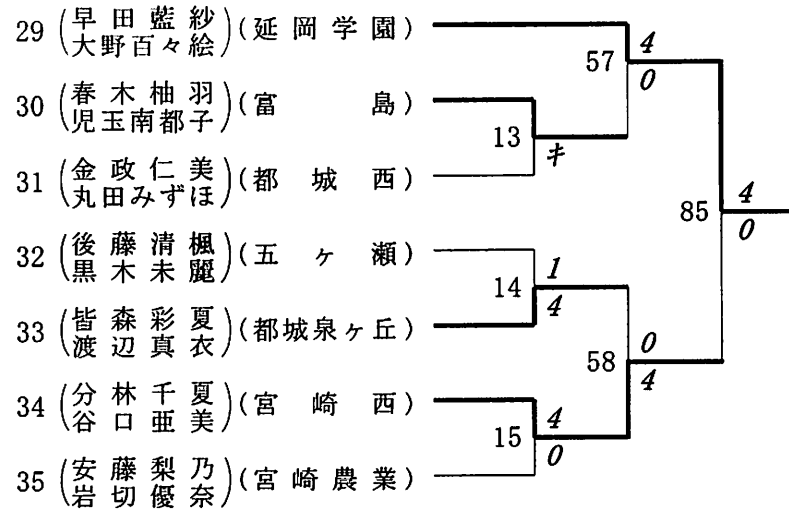 29 (早田藍紗 大野百々絵) (延岡学園)
57 4 0
30 (春木柚羽 児玉南都子) (富島)
13 キ
31 (金政仁美 丸田みずほ) (都城西)
85 4 0
32 (後藤清楓 黒木未麗) (五ヶ瀬)
14 1 4
33 (皆森彩夏 渡辺真衣) (都城泉ヶ丘)
58 0 4
34 (分林千夏 谷口亜美) (宮崎西)
15 4 0
35 (安藤梨乃 岩切優奈) (宮崎農業)